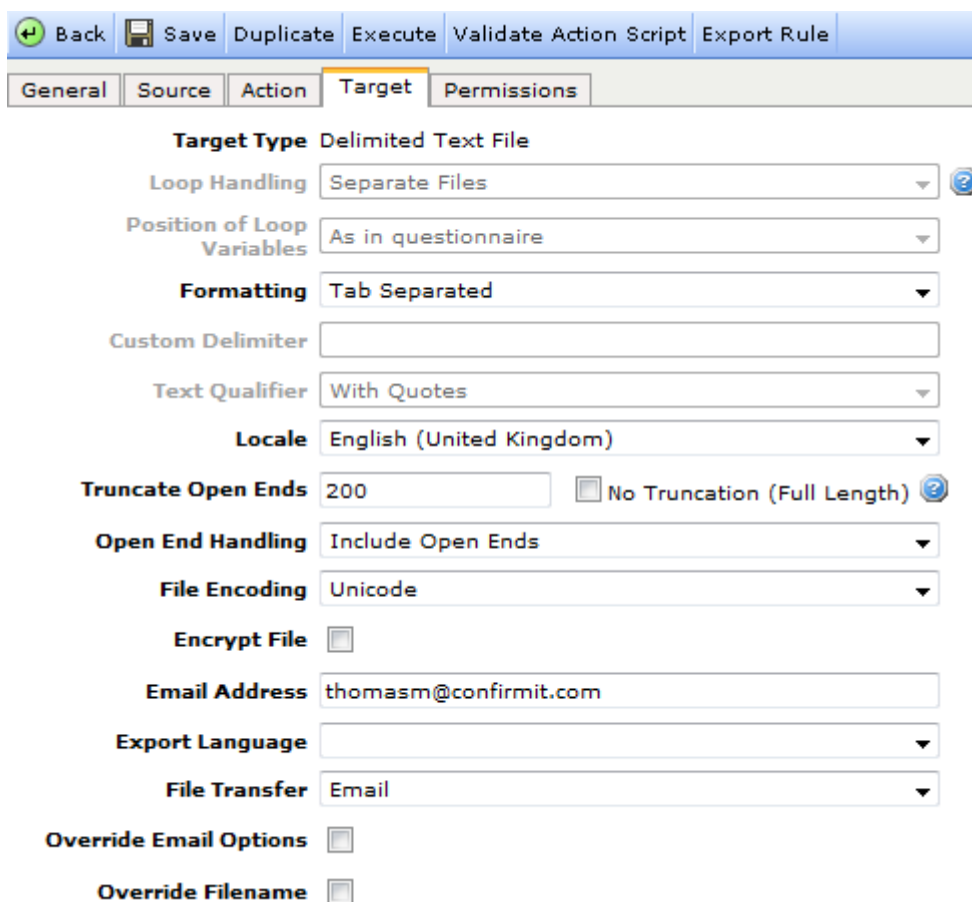 Back Save Duplicate Execute Validate Action Script Export Rule
General Source Action Target Permissions
Target Type Delimited Text File
Loop Handling Separate Files
Position of Loop
Variables As in questionnaire
Formatting Tab Separated
Custom Delimiter
Text Qualifier With Quotes
Locale English (United Kingdom)
Truncate Open Ends 200 No Truncation (Full Length)
Open End Handling Include Open Ends
File Encoding Unicode
Encrypt File
Email Address thomasm@confirmit.com
Export Language
File Transfer Email
Override Email Options
Override Filename